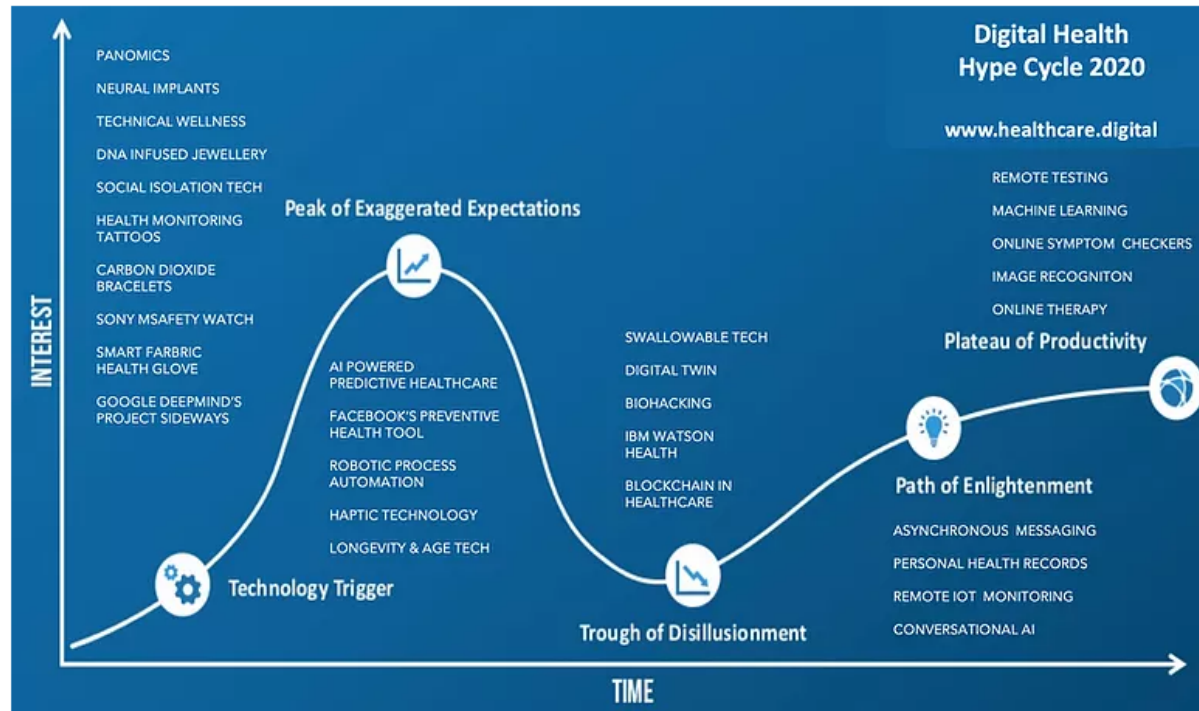 Digital Health
Hype Cycle 2020
www.healthcare.digital
PANOMICS
NEURAL IMPLANTS
TECHNICAL WELLNESS
DNA INFUSED JEWELLERY
SOCIAL ISOLATION TECH
HEALTH MONITORING
TATTOOS
CARBON DIOXIDE
BRACELETS
SONY MSAFETY WATCH
SMART FARBRIC
HEALTH GLOVE
GOOGLE DEEPMIND'S
PROJECT SIDEWAYS
Technology Trigger
Peak of Exaggerated Expectations
AI POWERED
PREDICTIVE HEALTHCARE
FACEBOOK'S PREVENTIVE
HEALTH TOOL
ROBOTIC PROCESS
AUTOMATION
HAPTIC TECHNOLOGY
LONGEVITY & AGE TECH
SWALLOWABLE TECH
DIGITAL TWIN
BIOHACKING
IBM WATSON
HEALTH
BLOCKCHAIN IN
HEALTHCARE
Trough of Disillusionment
Path of Enlightenment
ASYNCHRONOUS MESSAGING
PERSONAL HEALTH RECORDS
REMOTE IOT MONITORING
CONVERSATIONAL AI
REMOTE TESTING
MACHINE LEARNING
ONLINE SYMPTOM CHECKERS
IMAGE RECOGNITON
ONLINE THERAPY
Plateau of Productivity
INTEREST
TIME